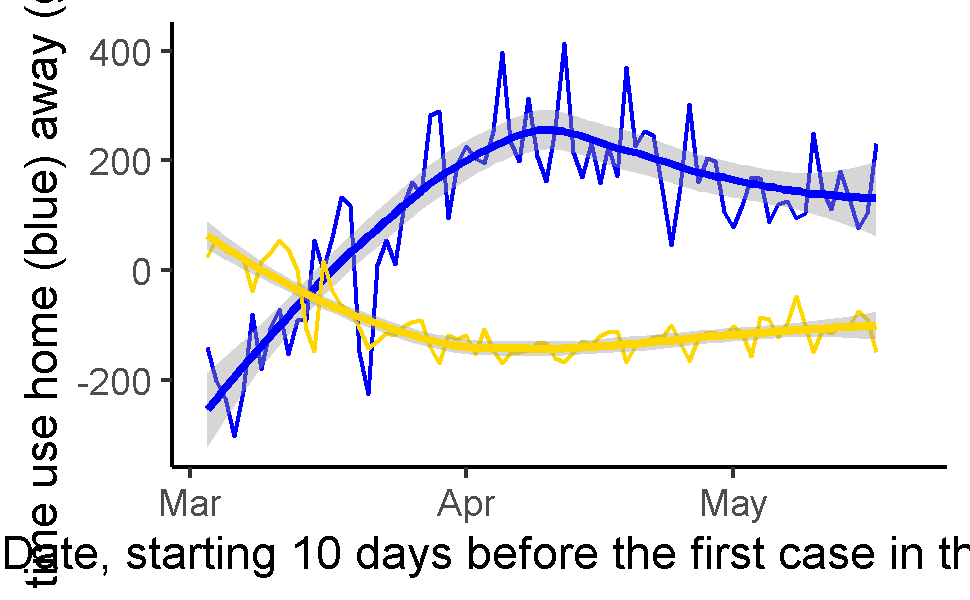 time use home (blue) away (
400
200
0
-200
Mar Apr May
Date, starting 10 days before the first case in th